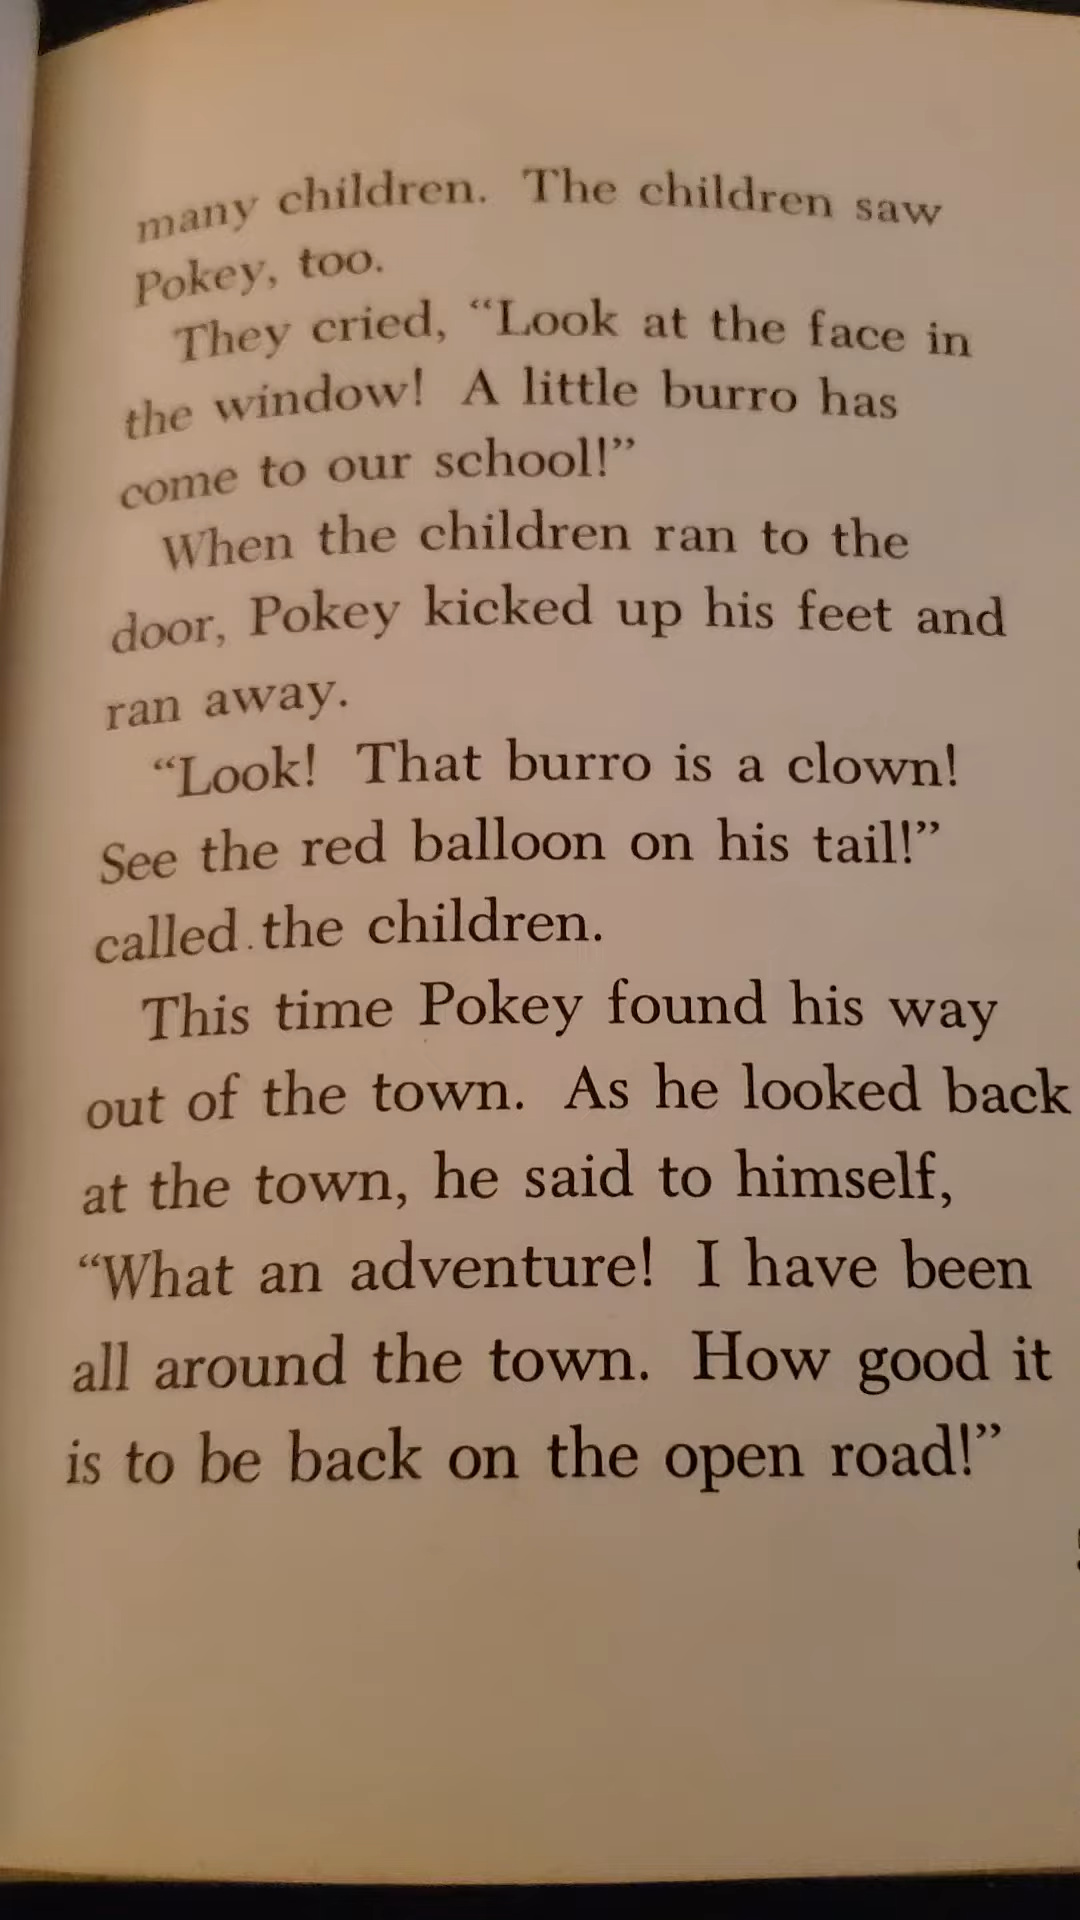 many children. The children saw
Pokey, too.
They cried, “Look at the face in
the window! A little burro has
come to our school!”
When the children ran to the
door, Pokey kicked up his feet and
ran away.
“Look! That burro is a clown!
See the red balloon on his tail!”
called the children.
This time Pokey found his way
out of the town. As he looked back
at the town, he said to himself,
“What an adventure! I have been
all around the town. How good it
is to be back on the open road!”